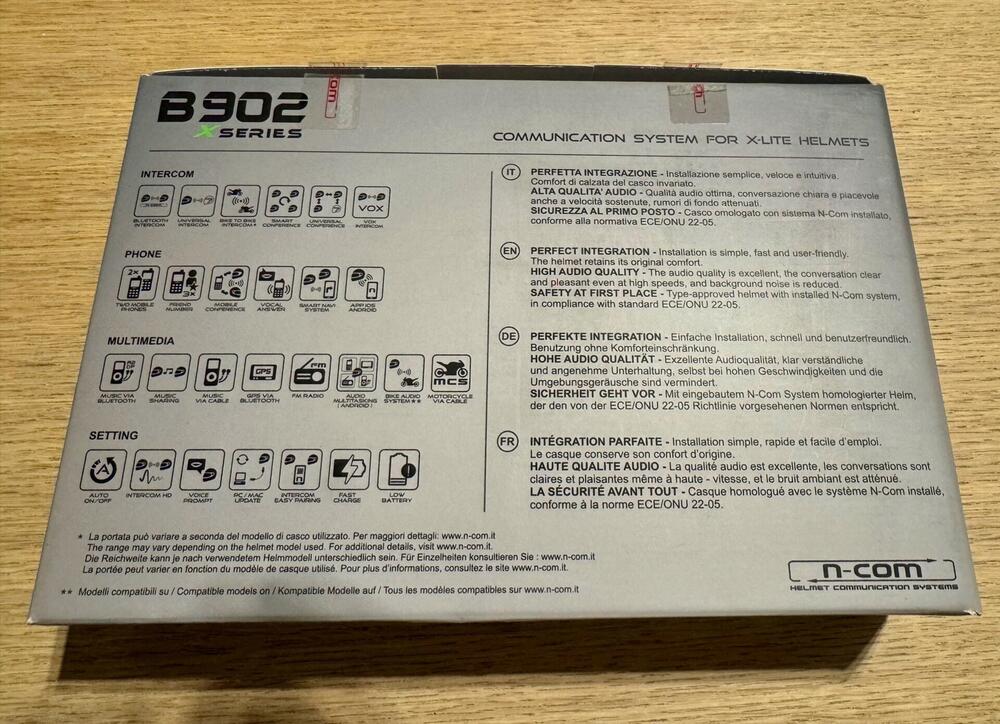 B902
X SERIES
COMMUNICATION SYSTEM FOR X-LITE HELMETS
INTERCOM
BLUETOOTH INTERCOM
UNIVERSAL INTERCOM
BIKE TO BIKE INTERCOM*
SMART CONFERENCE
UNIVERSAL CONFERENCE
VOX
VOX INTERCOM
PHONE
2x
TWO MOBILE PHONES
3x
FRIEND NUMBER
MOBILE CONFERENCE
VOCAL ANSWER
SMART NAVI SYSTEM
APP IOS ANDROID
MULTIMEDIA
MUSIC VIA BLUETOOTH
MUSIC SHARING
MUSIC VIA CABLE
GPS
GPS VIA BLUETOOTH
FM
FM RADIO
AUDIO MULTITASKING (ANDROID)
BIKE AUDIO SYSTEM**
MCS
MOTORCYCLE VIA CABLE
SETTING
AUTO ON/OFF
INTERCOM HD
VOICE PROMPT
PC / MAC UPDATE
INTERCOM EASY PAIRING
FAST CHARGE
LOW BATTERY
IT
PERFETTA INTEGRAZIONE - Installazione semplice, veloce e intuitiva.
Comfort di calzata del casco invariato.
ALTA QUALITA' AUDIO - Qualità audio ottima, conversazione chiara e piacevole
anche a velocità sostenute, rumori di fondo attenuati.
SICUREZZA AL PRIMO POSTO - Casco omologato con sistema N-Com installato,
conforme alla normativa ECE/ONU 22-05.
EN
PERFECT INTEGRATION - Installation is simple, fast and user-friendly.
The helmet retains its original comfort.
HIGH AUDIO QUALITY - The audio quality is excellent, the conversation clear
and pleasant even at high speeds, and background noise is reduced.
SAFETY AT FIRST PLACE - Type-approved helmet with installed N-Com system,
in compliance with standard ECE/ONU 22-05.
DE
PERFEKTE INTEGRATION - Einfache Installation, schnell und benutzerfreundlich.
Benutzung ohne Komforteinschränkung.
HOHE AUDIO QUALITÄT - Exzellente Audioqualität, klar verständliche
und angenehme Unterhaltung, selbst bei hohen Geschwindigkeiten und die
Umgebungsgeräusche sind vermindert.
SICHERHEIT GEHT VOR - Mit eingebautem N-Com System homologierter Helm,
der den von der ECE/ONU 22-05 Richtlinie vorgesehenen Normen entspricht.
FR
INTÉGRATION PARFAITE - Installation simple, rapide et facile d'emploi.
Le casque conserve son confort d'origine.
HAUTE QUALITE AUDIO - La qualité audio est excellente, les conversations sont
claires et plaisantes même à haute - vitesse, et le bruit ambiant est atténué.
LA SÉCURITÉ AVANT TOUT - Casque homologué avec le système N-Com installé,
conforme à la norme ECE/ONU 22-05.
* La portata può variare a seconda del modello di casco utilizzato. Per maggiori dettagli: www.n-com.it
The range may vary depending on the helmet model used. For additional details, visit www.n-com.it
Die Reichweite kann je nach verwendetem Helmmodell unterschiedlich sein. Für Einzelheiten konsultieren Sie : www.n-com.it
La portée peut varier en fonction du modèle de casque utilisé. Pour plus d'informations, consultez le site www.n-com.it.
** Modelli compatibili su / Compatible models on / Kompatible Modelle auf / Tous les modèles compatibles sur www.n-com.it
n-com
HELMET COMMUNICATION SYSTEMS